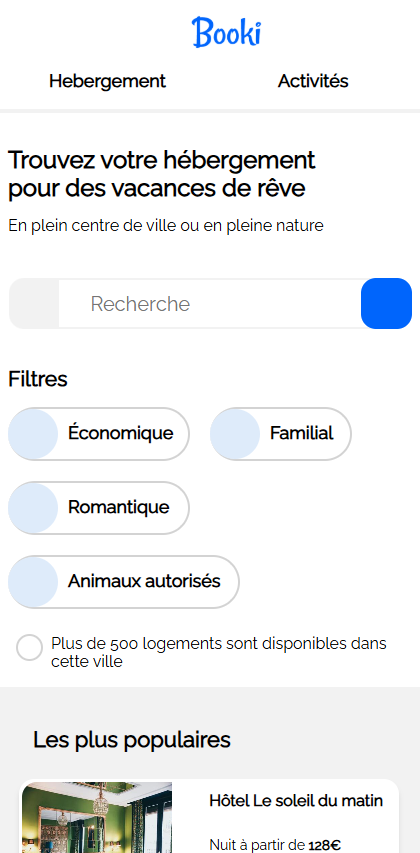 Booki
Hebergement Activités
Trouvez votre hébergement
pour des vacances de rêve
En plein centre de ville ou en pleine nature
Recherche
Filtres
Économique Familial
Romantique
Animaux autorisés
Plus de 500 logements sont disponibles dans
cette ville
Les plus populaires
Hôtel Le soleil du matin
Nuit à partir de 128€